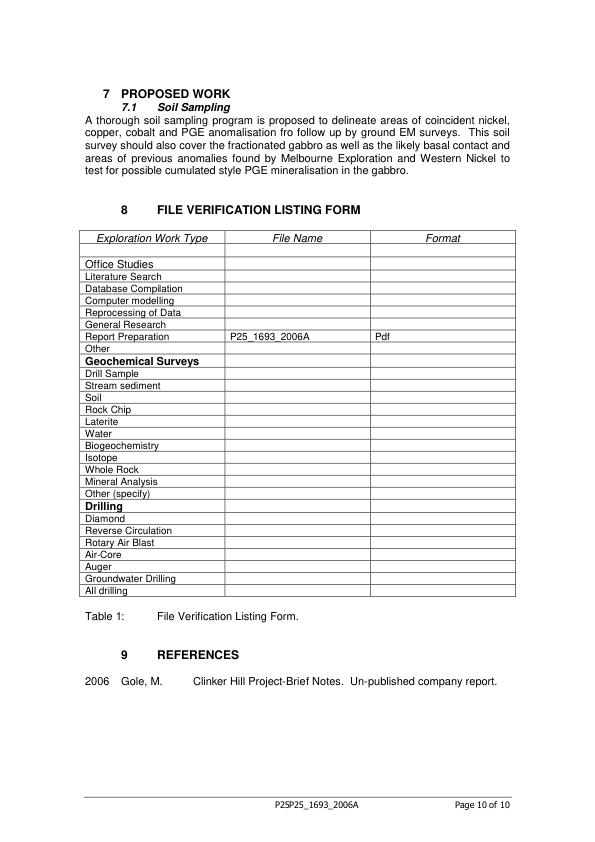 7 PROPOSED WORK
7.1 Soil Sampling
A thorough soil sampling program is proposed to delineate areas of coincident nickel,
copper, cobalt and PGE anomalisation fro follow up by ground EM surveys. This soil
survey should also cover the fractionated gabbro as well as the likely basal contact and
areas of previous anomalies found by Melbourne Exploration and Western Nickel to
test for possible cumulated style PGE mineralisation in the gabbro.
8 FILE VERIFICATION LISTING FORM
Exploration Work Type File Name Format
Office Studies
Literature Search
Database Compilation
Computer modelling
Reprocessing of Data
General Research
Report Preparation P25_1693_2006A Pdf
Other
Geochemical Surveys
Drill Sample
Stream sediment
Soil
Rock Chip
Laterite
Water
Biogeochemistry
Isotope
Whole Rock
Mineral Analysis
Other (specify)
Drilling
Diamond
Reverse Circulation
Rotary Air Blast
Air-Core
Auger
Groundwater Drilling
All drilling
Table 1: File Verification Listing Form.
9 REFERENCES
2006 Gole, M. Clinker Hill Project-Brief Notes. Un-published company report.
P25P25_1693_2006A Page 10 of 10